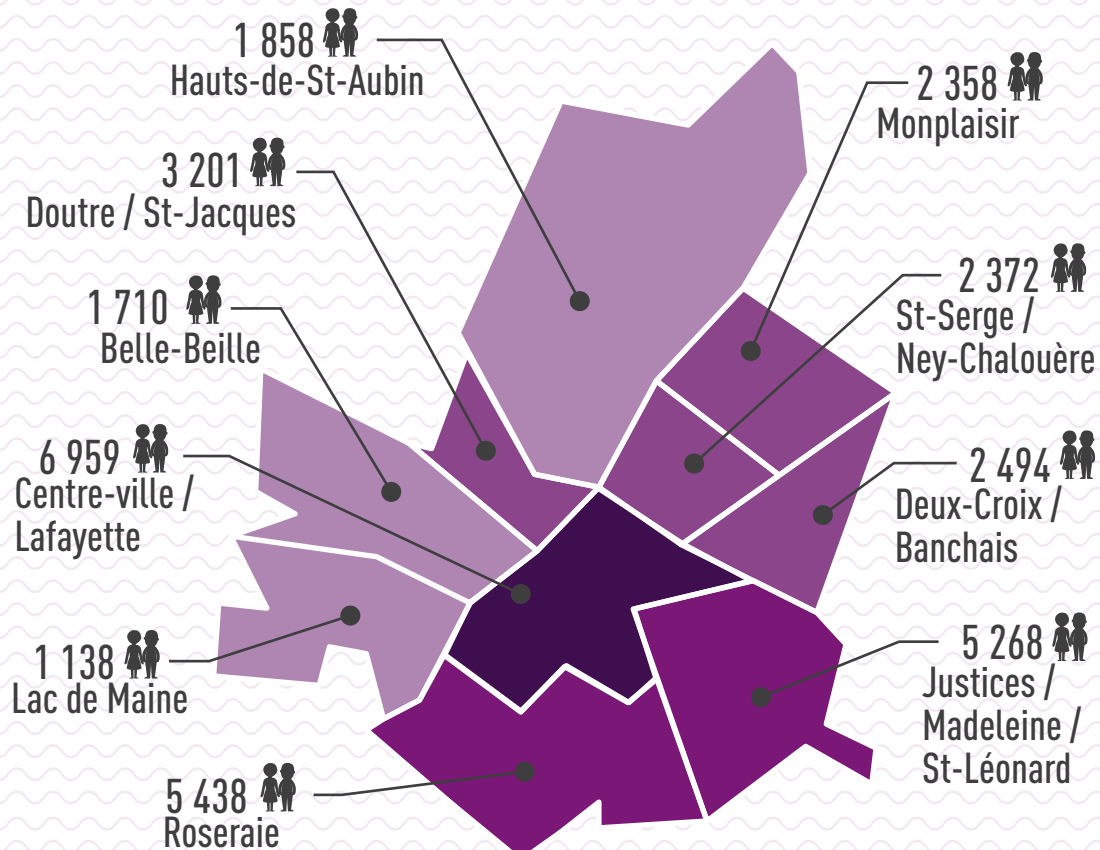 1 858
Hauts-de-St-Aubin
2 358
Monplaisir
3 201
Doutre / St-Jacques
2 372
St-Serge /
Ney-Chalouère
1 710
Belle-Beille
6 959
Centre-ville /
Lafayette
2 494
Deux-Croix /
Banchais
1 138
Lac de Maine
5 268
Justices /
Madeleine /
St-Léonard
5 438
Roseraie